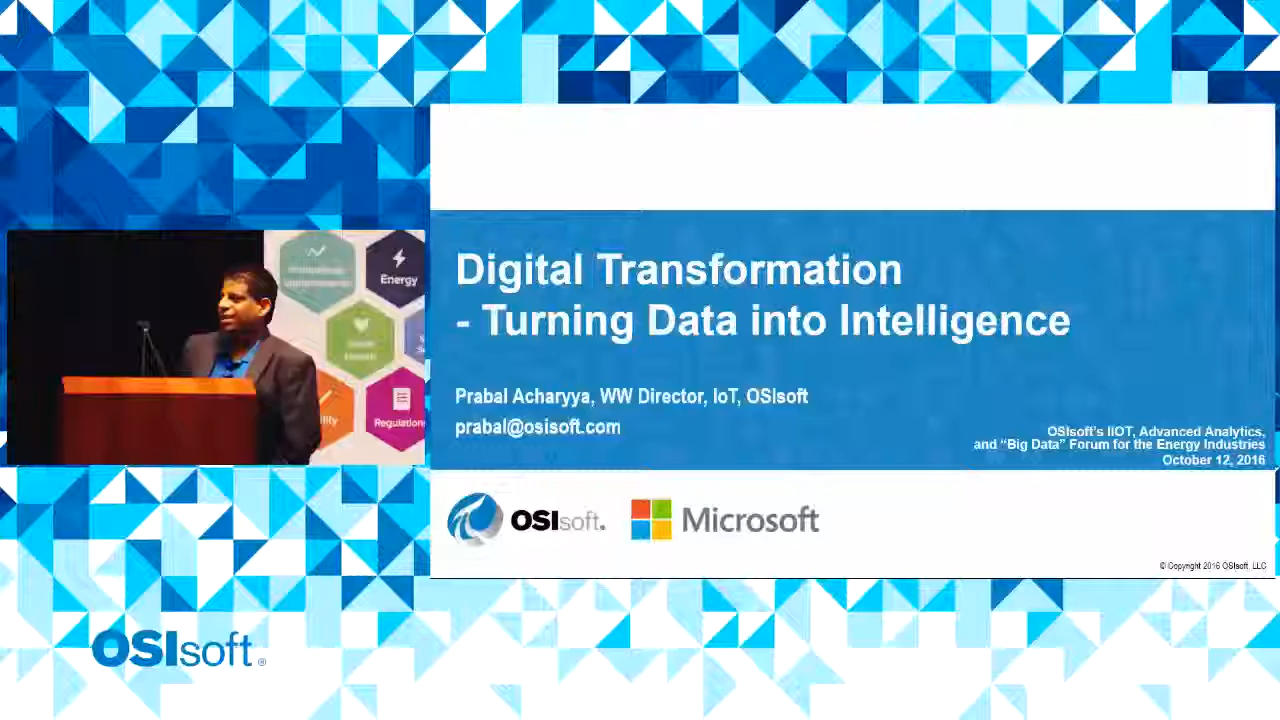 Energy
Regulation
Digital Transformation
- Turning Data into Intelligence
Prabal Acharyya, WW Director, IoT, OSIsoft
prabal@osisoft.com
OSIsoft's IIOT, Advanced Analytics,
and “Big Data” Forum for the Energy Industries
October 12, 2016
OSIsoft.
Microsoft
© Copyright 2016 OSIsoft, LLC
OSIsoft®